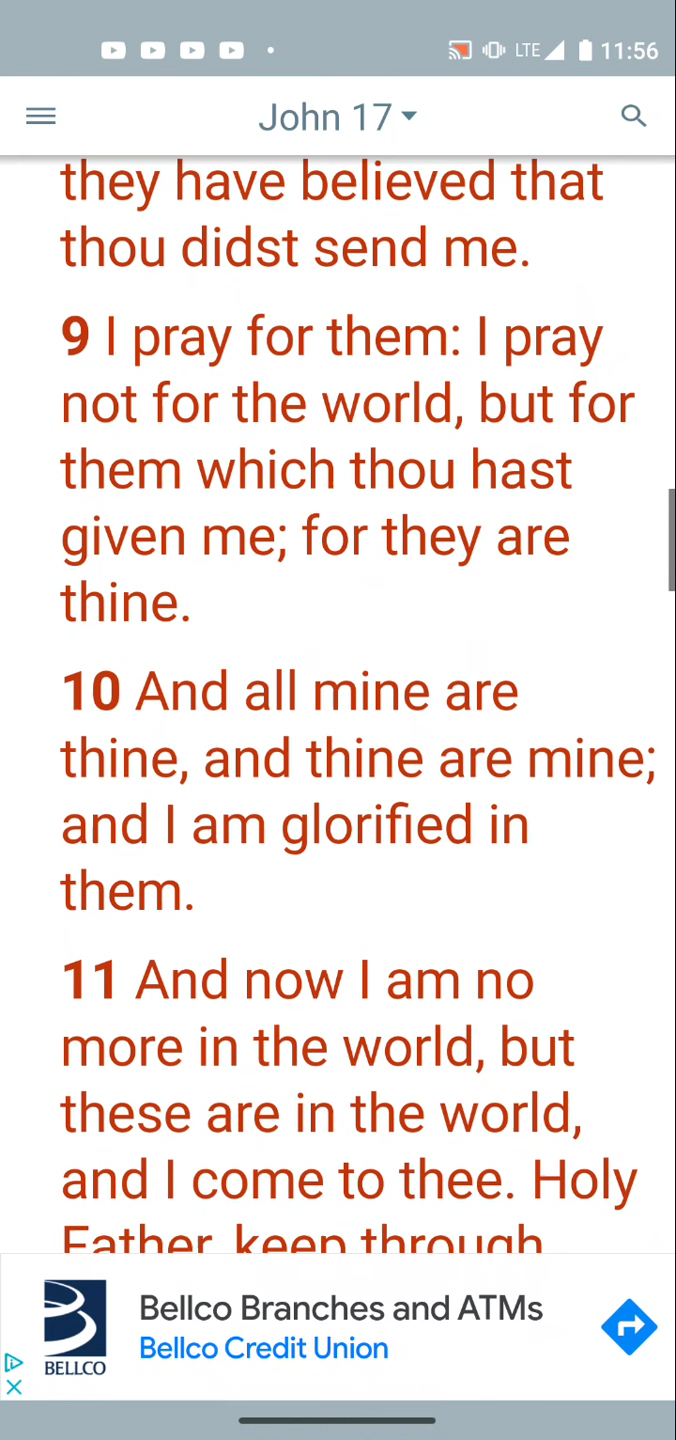 LTE 11:56
John 17
they have believed that
thou didst send me.
9 I pray for them: I pray
not for the world, but for
them which thou hast
given me; for they are
thine.
10 And all mine are
thine, and thine are mine;
and I am glorified in
them.
11 And now I am no
more in the world, but
these are in the world,
and I come to thee. Holy
Father, keep through
Bellco Branches and ATMs
Bellco Credit Union
BELLCO